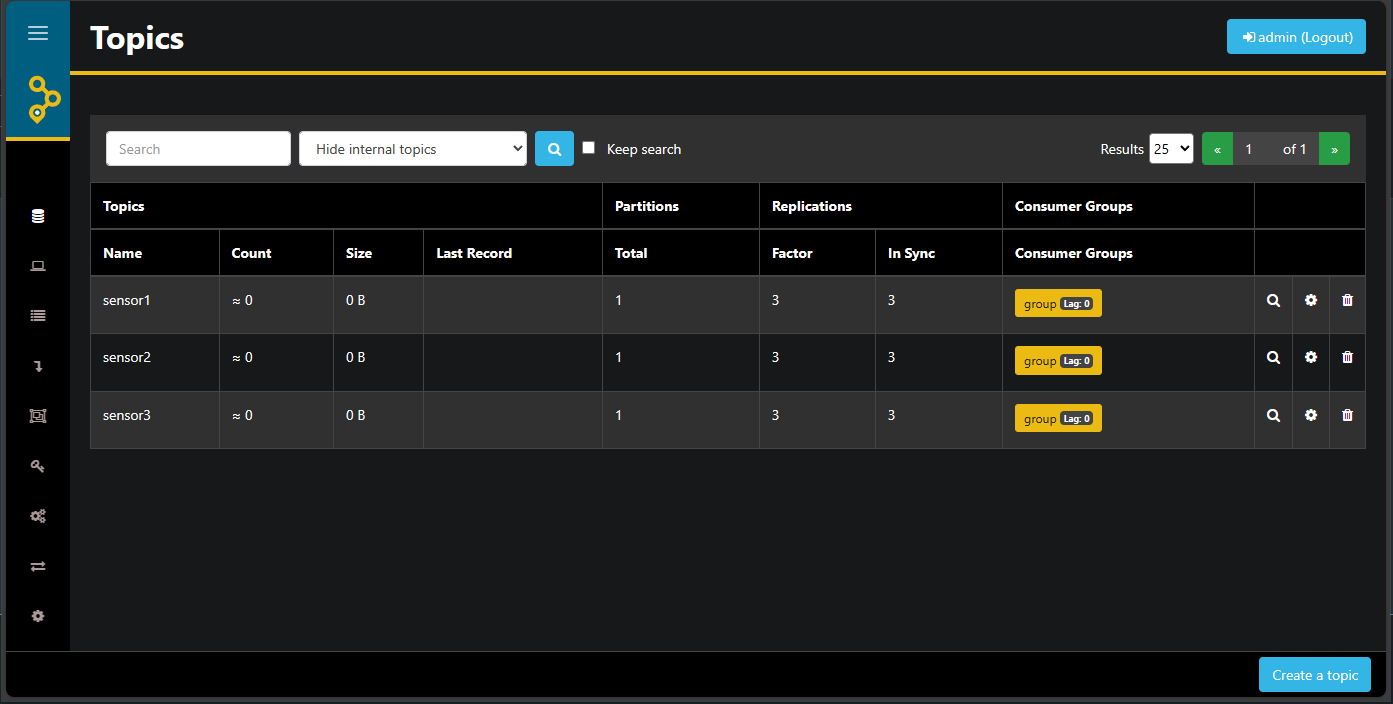 Topics
admin (Logout)
Search Hide internal topics Keep search Results 25 « 1 of 1 »
Topics Partitions Replications Consumer Groups
Name Count Size Last Record Total Factor In Sync Consumer Groups
sensor1 ≈ 0 0 B 1 3 3 group Lag: 0
sensor2 ≈ 0 0 B 1 3 3 group Lag: 0
sensor3 ≈ 0 0 B 1 3 3 group Lag: 0
Create a topic